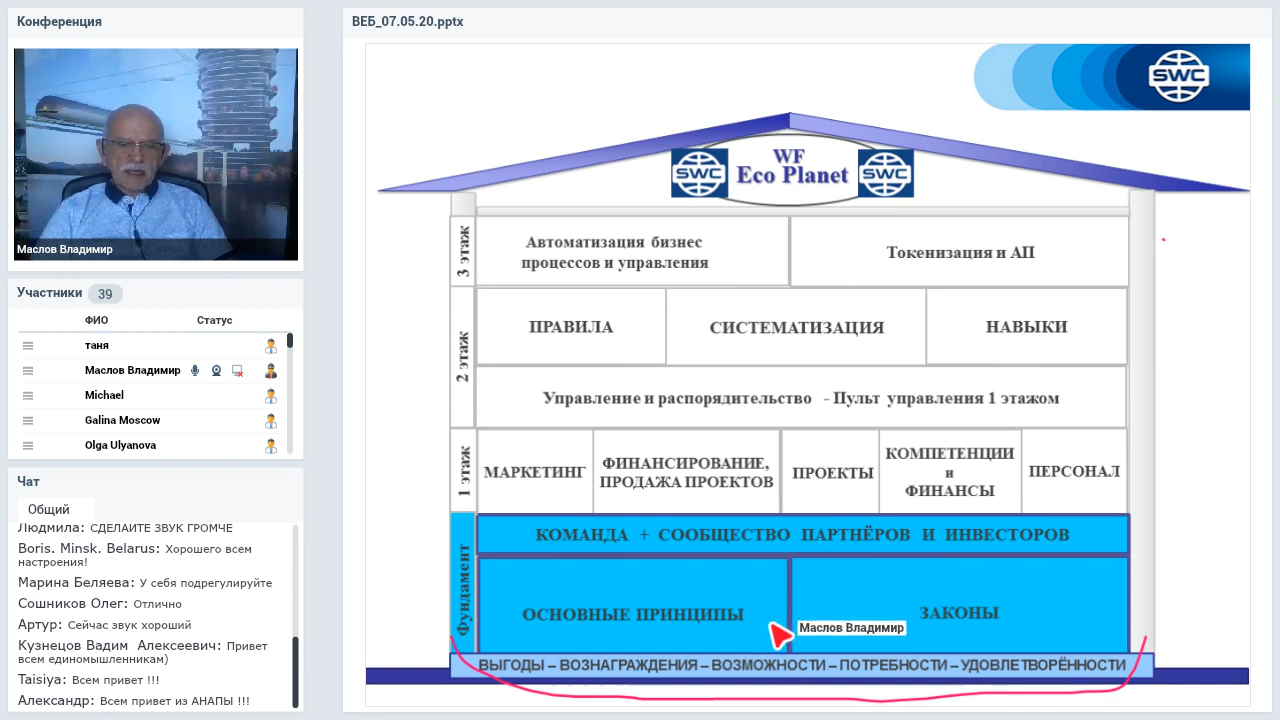 Конференция
Маслов Владимир
Участники 39
ФИО Статус
таня
Маслов Владимир
Michael
Galina Moscow
Olga Ulyanova
Чат
Общий
Людмила: СДЕЛАЙТЕ ЗВУК ГРОМЧЕ
Boris. Minsk. Belarus: Хорошего всем
настроения!
Марина Беляева: У себя подрегулируйте
Сошников Олег: Отлично
Артур: Сейчас звук хороший
Кузнецов Вадим Алексеевич: Привет
всем единомышленникам)
Taisiya: Всем привет !!!
Александр: Всем привет из АНАПЫ !!!
ВЕБ_07.05.20.pptx
SWC
WF
SWC Eco Planet SWC
3 этаж
Автоматизация бизнес
процессов и управления
Токенизация и АП
2 этаж
ПРАВИЛА
СИСТЕМАТИЗАЦИЯ
НАВЫКИ
Управление и распорядительство - Пульт управления 1 этажом
1 этаж
МАРКЕТИНГ
ФИНАНСИРОВАНИЕ,
ПРОДАЖА ПРОЕКТОВ
ПРОЕКТЫ
КОМПЕТЕНЦИИ
и
ФИНАНСЫ
ПЕРСОНАЛ
Фундамент
КОМАНДА + СООБЩЕСТВО ПАРТНЁРОВ И ИНВЕСТОРОВ
ОСНОВНЫЕ ПРИНЦИПЫ
ЗАКОНЫ
Маслов Владимир
ВЫГОДЫ – ВОЗНАГРАЖДЕНИЯ – ВОЗМОЖНОСТИ – ПОТРЕБНОСТИ – УДОВЛЕТВОРЁННОСТИ